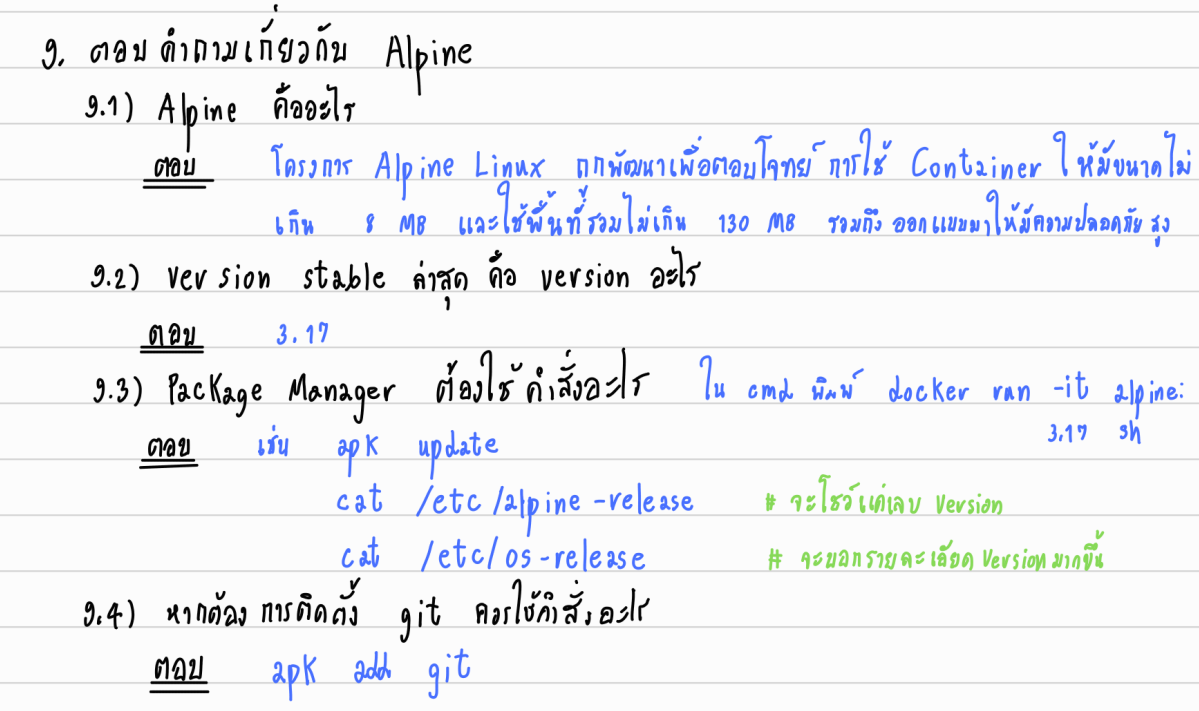 9. ตอบคำถามเกี่ยวกับ Alpine
9.1) Alpine คืออะไร
ตอบ โครงการ Alpine Linux ถูกพัฒนาเพื่อตอบโจทย์ การใช้ Container ให้มีขนาดไม่
เกิน 8 MB และใช้พื้นที่รวมไม่เกิน 130 MB รวมถึง ออกแบบมาให้มีความปลอดภัย สูง
9.2) version stable ล่าสุด คือ version อะไร
ตอบ 3.17
9.3) Package Manager ต้องใช้ คำสั่งอะไร ใน cmd พิมพ์ docker run -it alpine:
3.17 sh
ตอบ เช่น apk update
cat /etc/alpine-release # จะโชว์แค่เลข Version
cat /etc/os-release # จะบอกรายละเอียด Version มากขึ้น
9.4) หากต้องการติดตั้ง git ควรใช้คำสั่งอะไร
ตอบ apk add git